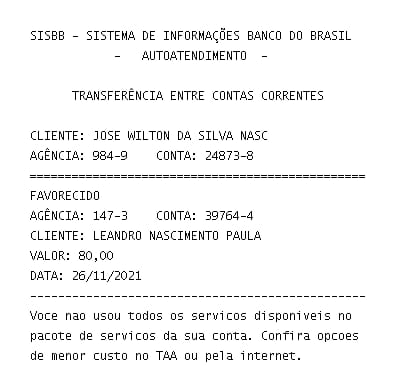 SISBB - SISTEMA DE INFORMAÇÕES BANCO DO BRASIL
- AUTOATENDIMENTO -
TRANSFERÊNCIA ENTRE CONTAS CORRENTES
CLIENTE: JOSE WILTON DA SILVA NASC
AGÊNCIA: 984-9 CONTA: 24873-8
================================================
FAVORECIDO
AGÊNCIA: 147-3 CONTA: 39764-4
CLIENTE: LEANDRO NASCIMENTO PAULA
VALOR: 80,00
DATA: 26/11/2021
------------------------------------------------
Voce nao usou todos os servicos disponiveis no
pacote de servicos da sua conta. Confira opcoes
de menor custo no TAA ou pela internet.